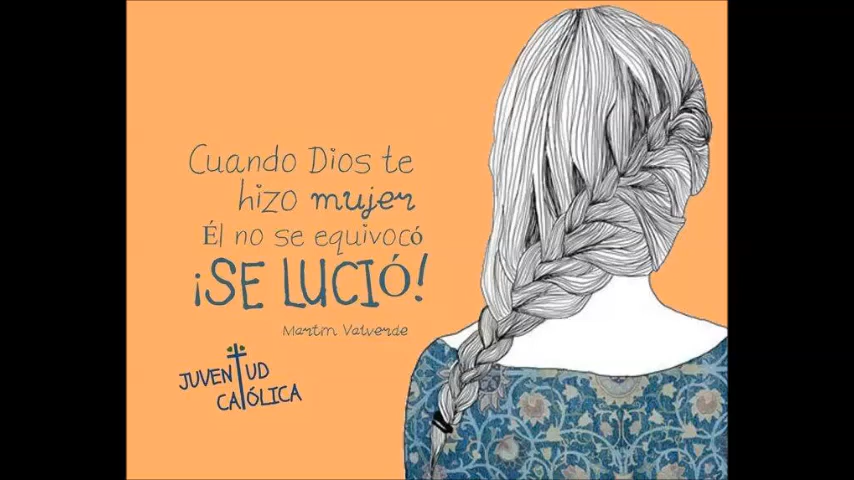 Cuando Dios te
hizo mujer
Él no se equivocó
¡SE LUCIÓ!
Martín Valverde
JUVENTUD
CATÓLICA